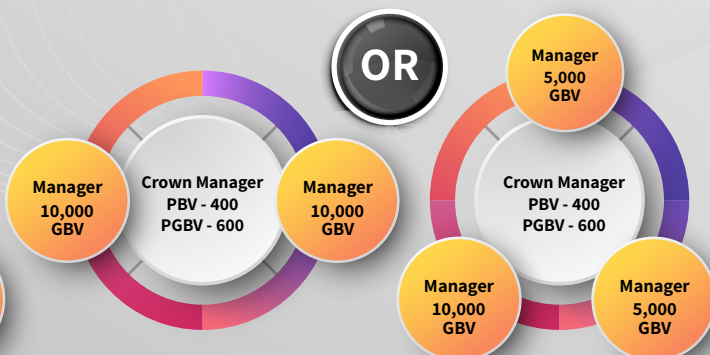 OR
Manager
10,000
GBV
Crown Manager
PBV - 400
PGBV - 600
Manager
10,000
GBV
Manager
5,000
GBV
Crown Manager
PBV - 400
PGBV - 600
Manager
10,000
GBV
Manager
5,000
GBV